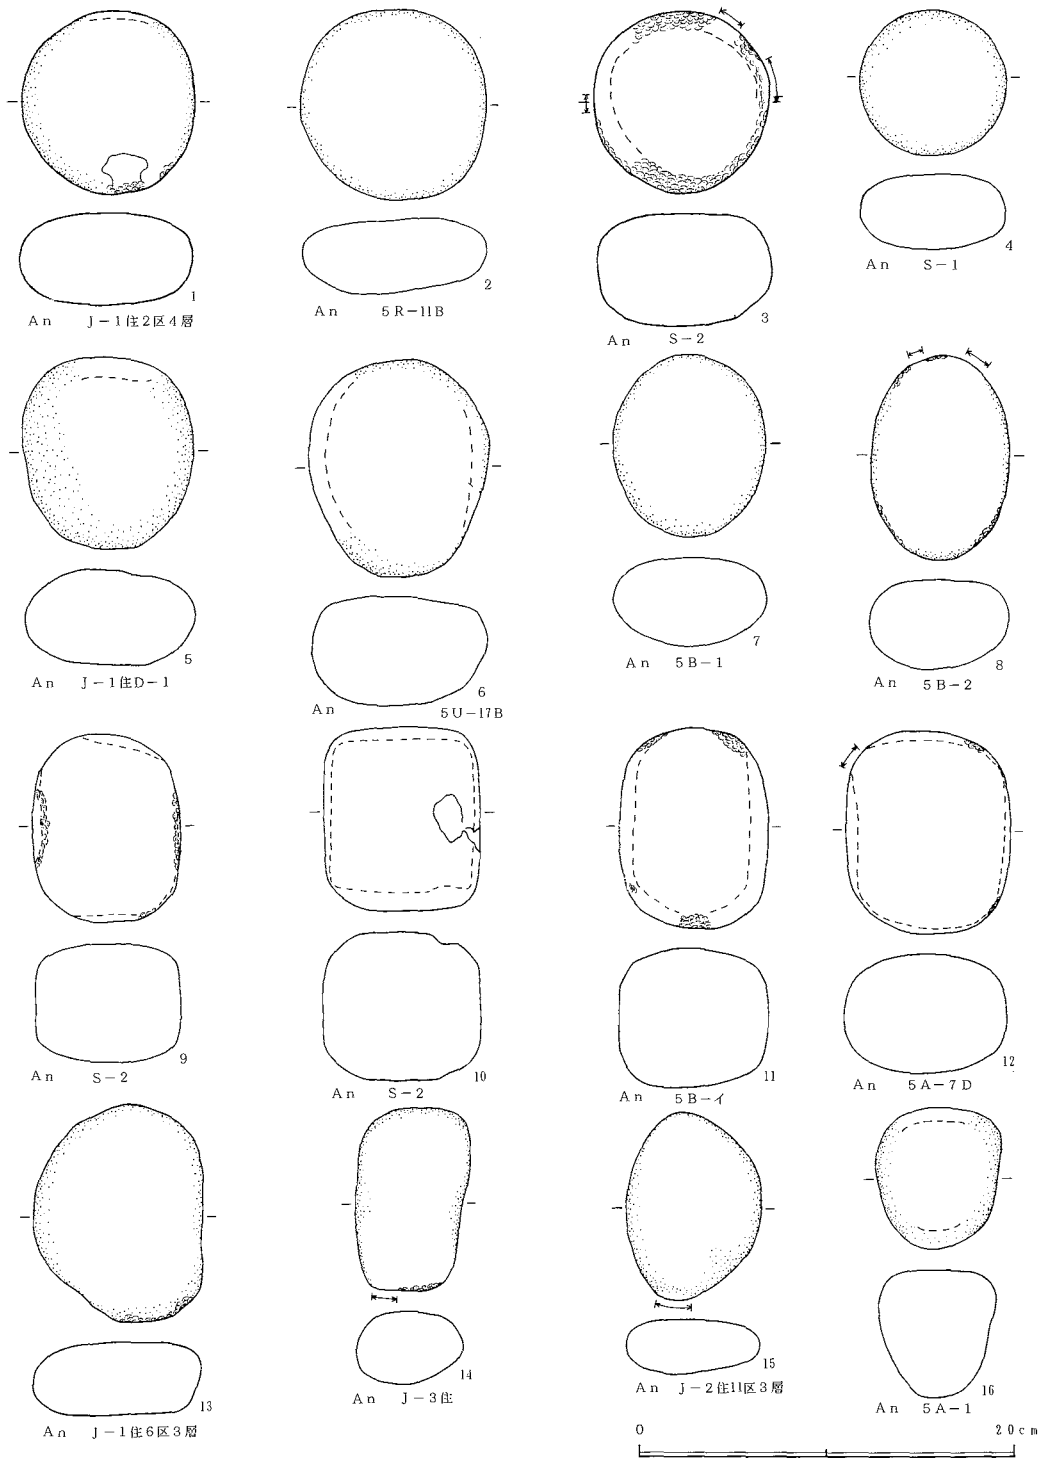 1
An J-1住2区4層
2
An 5R-11B
3
An S-2
4
An S-1
5
An J-1住D-1
6
An 5U-17B
7
An 5B-1
8
An 5B-2
9
An S-2
10
An S-2
11
An 5B-イ
12
An 5A-7D
13
An J-1住6区3層
14
An J-3住
15
An J-2住11区3層
16
An 5A-1
0 20cm